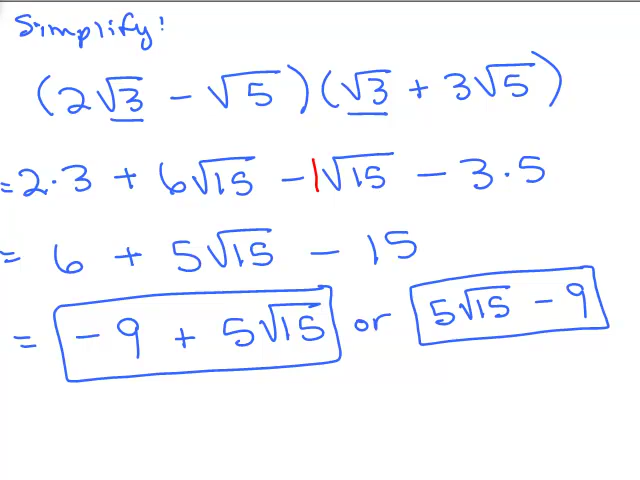 Simplify:
(2√3 - √5)(√3 + 3√5)
= 2·3 + 6√15 - 1√15 - 3·5
= 6 + 5√15 - 15
= -9 + 5√15 or 5√15 - 9